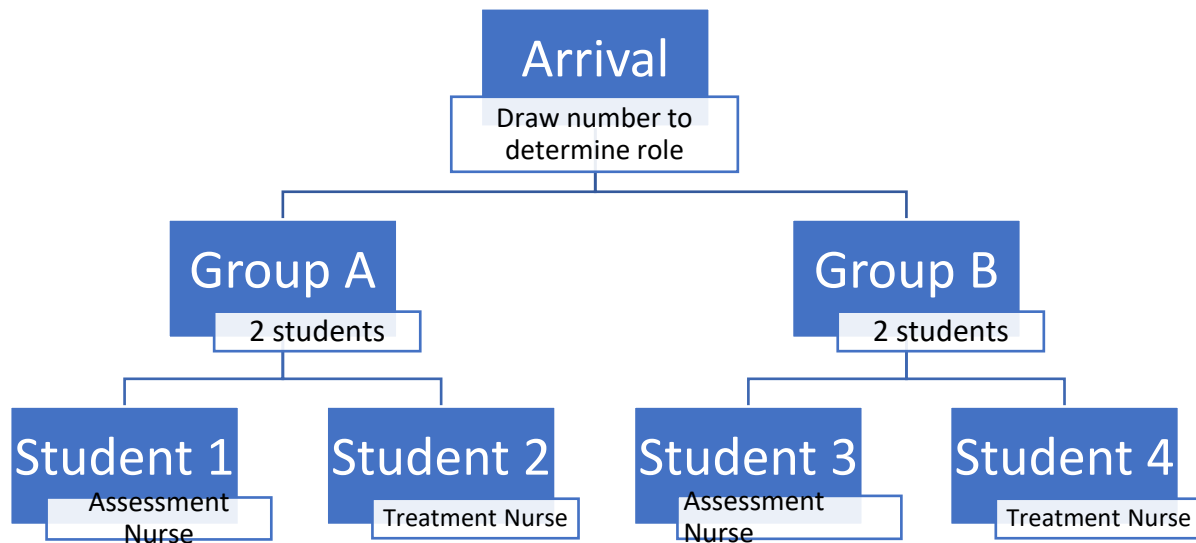 Arrival
Draw number to
determine role
Group A
2 students
Group B
2 students
Student 1
Assessment
Nurse
Student 2
Treatment Nurse
Student 3
Assessment
Nurse
Student 4
Treatment Nurse